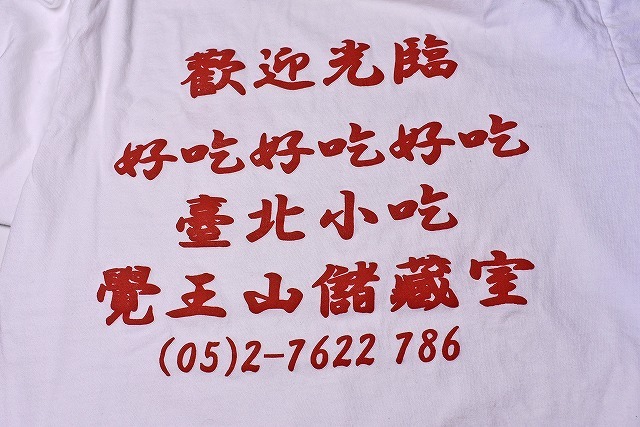 歡迎光臨
好吃好吃好吃
臺北小吃
覺王山儲藏室
(05)2-7622 786